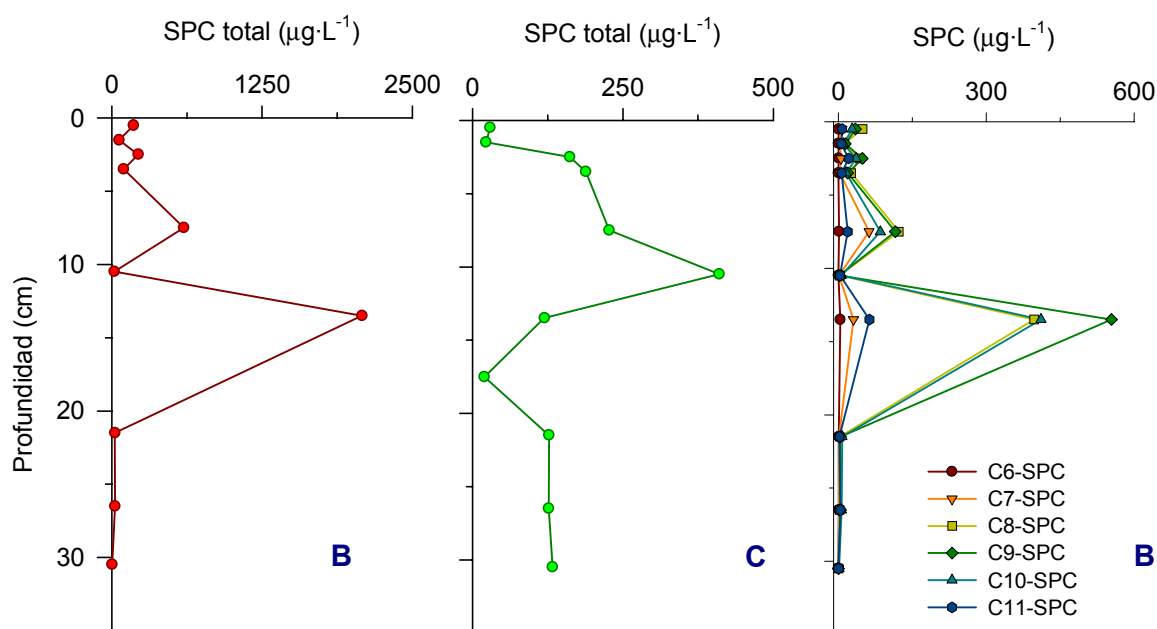 SPC total (μg·L⁻¹)
0 1250 2500
0
10
20
30
Profundidad (cm)
B
SPC total (μg·L⁻¹)
0 250 500
C
SPC (μg·L⁻¹)
0 300 600
C6-SPC
C7-SPC
C8-SPC
C9-SPC
C10-SPC
C11-SPC
B